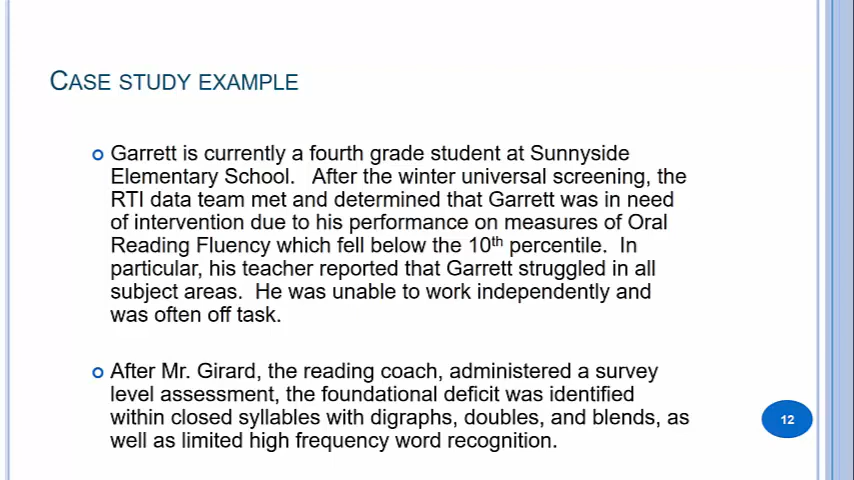 CASE STUDY EXAMPLE
Garrett is currently a fourth grade student at Sunnyside
Elementary School. After the winter universal screening, the
RTI data team met and determined that Garrett was in need
of intervention due to his performance on measures of Oral
Reading Fluency which fell below the 10th percentile. In
particular, his teacher reported that Garrett struggled in all
subject areas. He was unable to work independently and
was often off task.
After Mr. Girard, the reading coach, administered a survey
level assessment, the foundational deficit was identified
within closed syllables with digraphs, doubles, and blends, as
well as limited high frequency word recognition.
12